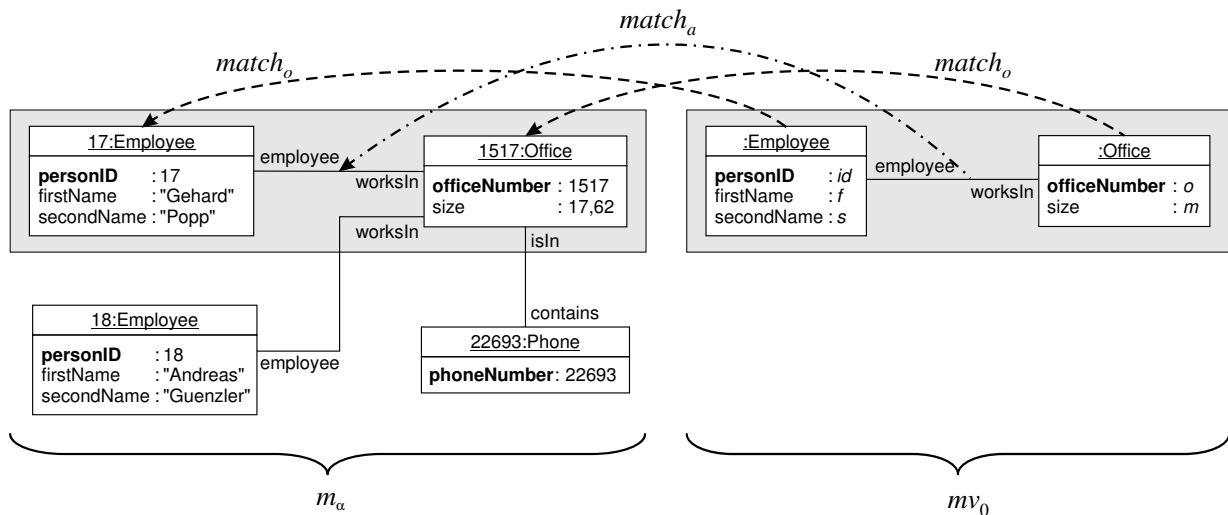 match_a
match_o
match_o
17:Employee
personID : 17
firstName : "Gehard"
secondName : "Popp"
employee
worksIn
1517:Office
officeNumber : 1517
size : 17,62
worksIn
isIn
18:Employee
personID : 18
firstName : "Andreas"
secondName : "Guenzler"
employee
contains
22693:Phone
phoneNumber : 22693
:Employee
personID : id
firstName : f
secondName : s
employee
worksIn
:Office
officeNumber : o
size : m
m_α
mv_0